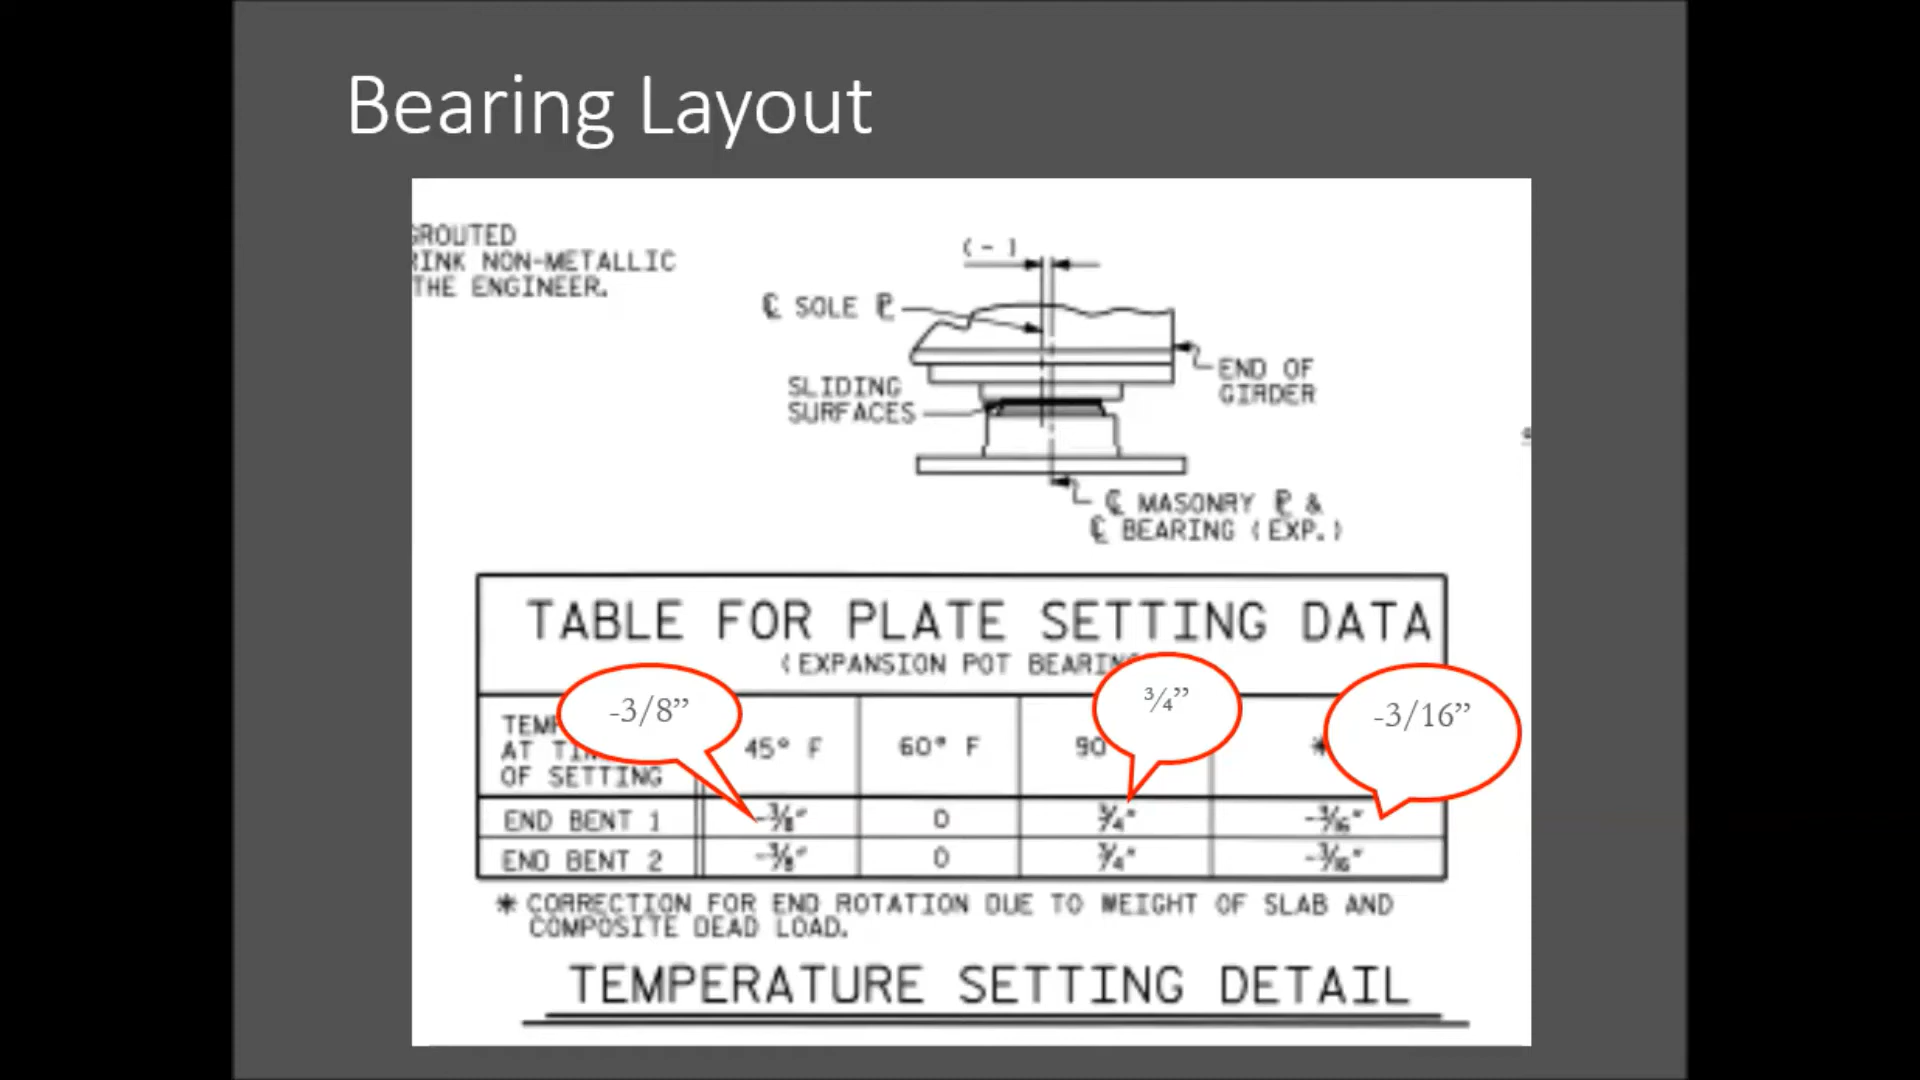 Bearing Layout
GROUTED
RINK NON-METALLIC
THE ENGINEER.
( - )
℄ SOLE ℙ
SLIDING
SURFACES
END OF
GIRDER
℄ MASONRY ℙ &
℄ BEARING (EXP.)
TABLE FOR PLATE SETTING DATA
(EXPANSION POT BEARING
-3/8”
¾”
-3/16”
TEMP
AT TIM
OF SETTING
45° F
60° F
90
*
END BENT 1 -3/8" 0 3/4" -3/16"
END BENT 2 -3/8" 0 3/4" -3/16"
* CORRECTION FOR END ROTATION DUE TO WEIGHT OF SLAB AND
COMPOSITE DEAD LOAD.
TEMPERATURE SETTING DETAIL